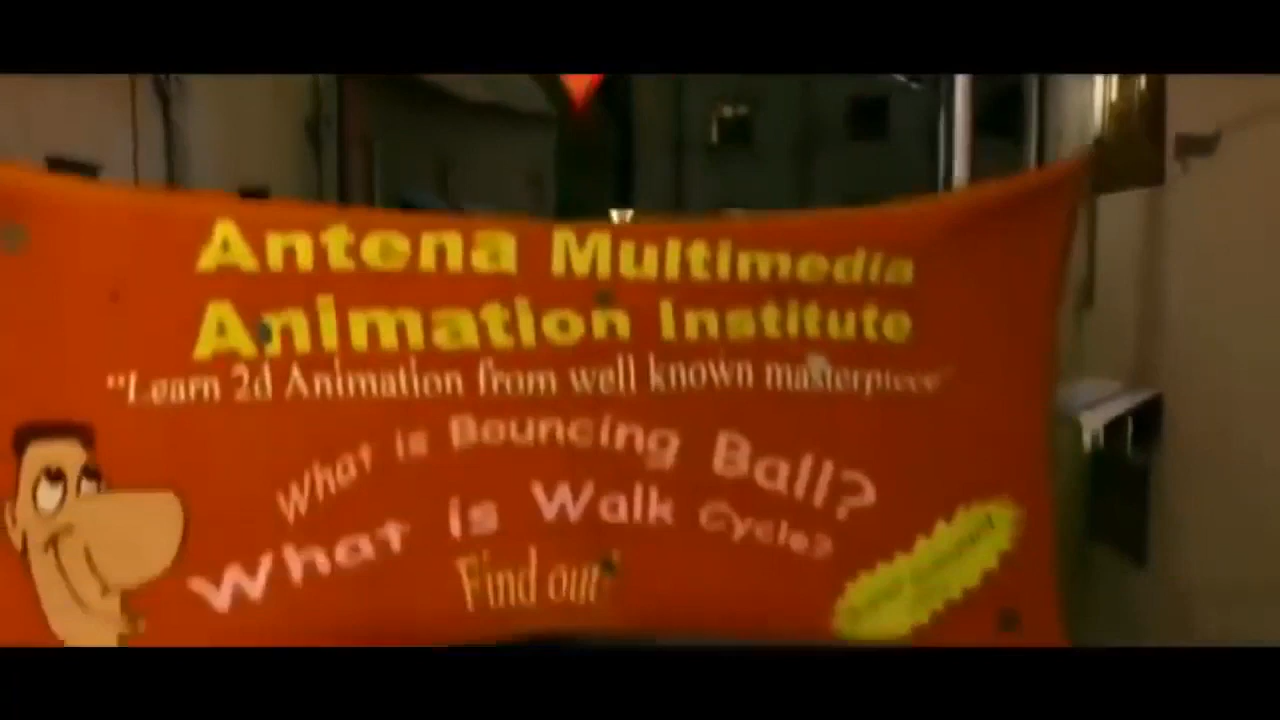 Antena Multimedia
Animation Institute
"Learn 2d Animation from well known masterpiece"
What is Bouncing Ball?
What is Walk Cycle?
Find out